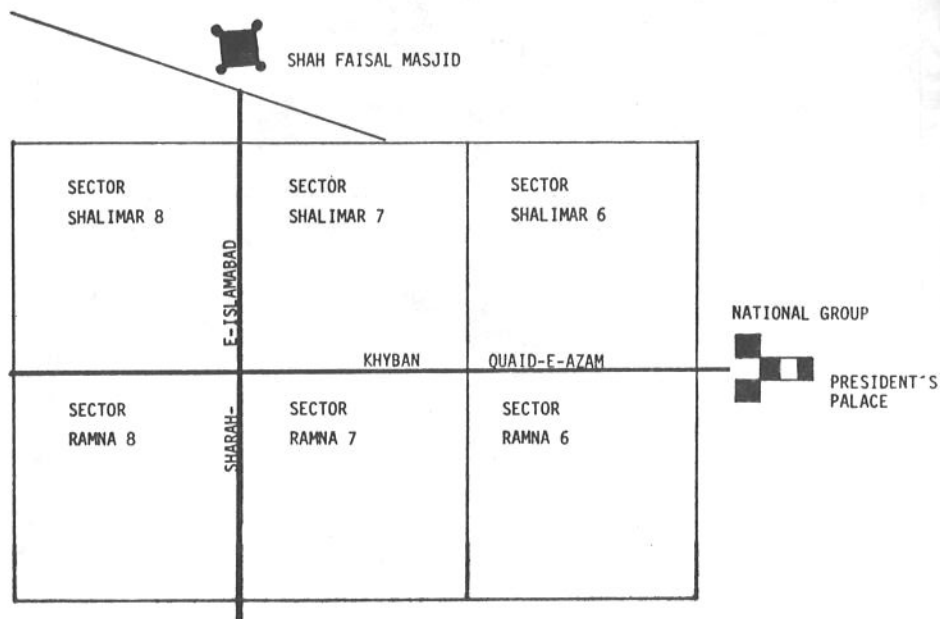 SHAH FAISAL MASJID
SECTOR
SHALIMAR 8
SECTOR
SHALIMAR 7
SECTOR
SHALIMAR 6
SHARAH-E-ISLAMABAD
NATIONAL GROUP
KHYBAN QUAID-E-AZAM
PRESIDENT'S
PALACE
SECTOR
RAMNA 8
SECTOR
RAMNA 7
SECTOR
RAMNA 6